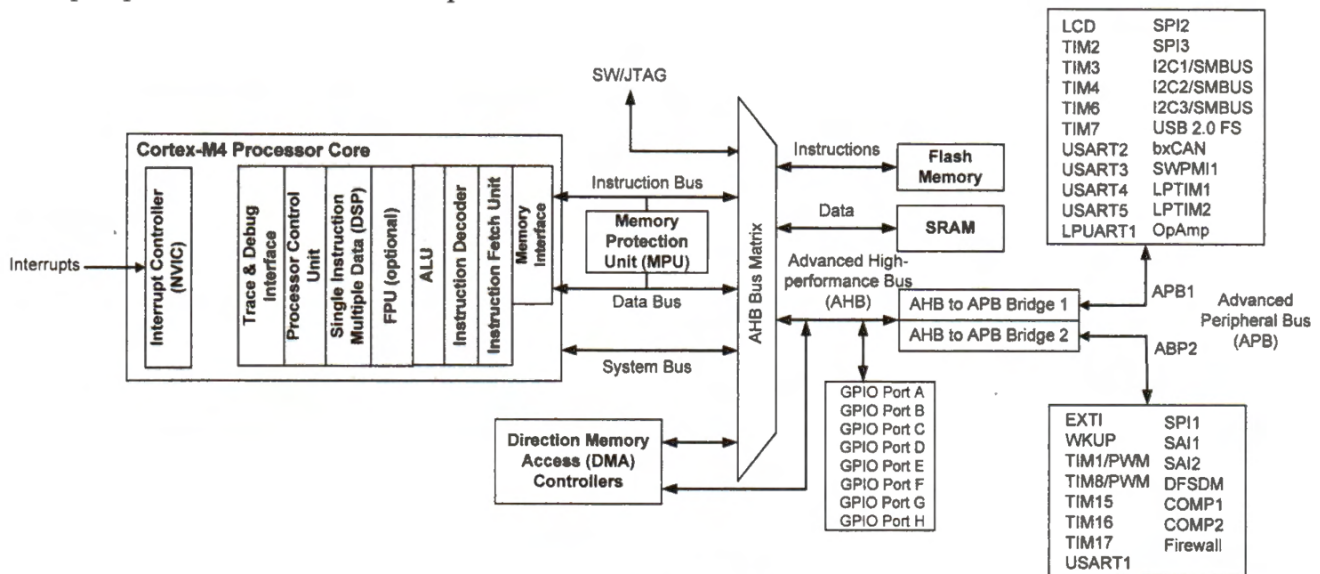 SW/JTAG
Cortex-M4 Processor Core
Interrupts
Interrupt Controller
(NVIC)
Trace & Debug
Interface
Processor Control
Unit
Single Instruction
Multiple Data (DSP)
FPU (optional)
ALU
Instruction Decoder
Instruction Fetch Unit
Memory
Interface
Instruction Bus
Memory
Protection
Unit (MPU)
Data Bus
System Bus
Direction Memory
Access (DMA)
Controllers
AHB Bus Matrix
Instructions
Flash
Memory
Data
SRAM
Advanced High-
performance Bus
(AHB)
AHB to APB Bridge 1
AHB to APB Bridge 2
GPIO Port A
GPIO Port B
GPIO Port C
GPIO Port D
GPIO Port E
GPIO Port F
GPIO Port G
GPIO Port H
LCD SPI2
TIM2 SPI3
TIM3 I2C1/SMBUS
TIM4 I2C2/SMBUS
TIM6 I2C3/SMBUS
TIM7 USB 2.0 FS
USART2 bxCAN
USART3 SWPMI1
USART4 LPTIM1
USART5 LPTIM2
LPUART1 OpAmp
APB1
Advanced
Peripheral Bus
(APB)
ABP2
EXTI SPI1
WKUP SAI1
TIM1/PWM SAI2
TIM8/PWM DFSDM
TIM15 COMP1
TIM16 COMP2
TIM17 Firewall
USART1